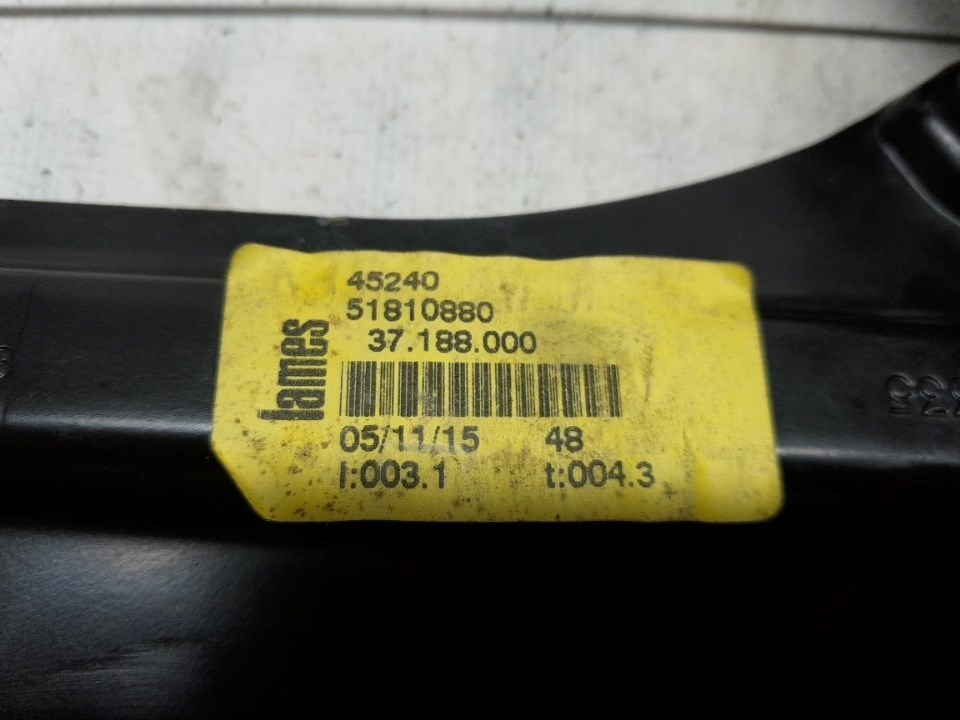 45240
51810880
37.188.000
lames
05/11/15 48
l:003.1 t:004.3